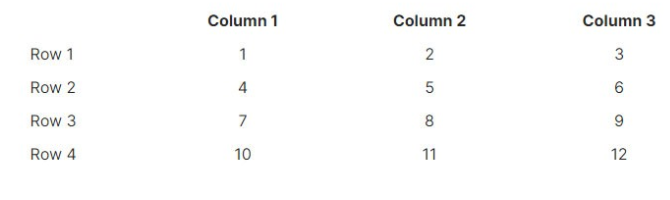 Column 1 Column 2 Column 3
Row 1 1 2 3
Row 2 4 5 6
Row 3 7 8 9
Row 4 10 11 12